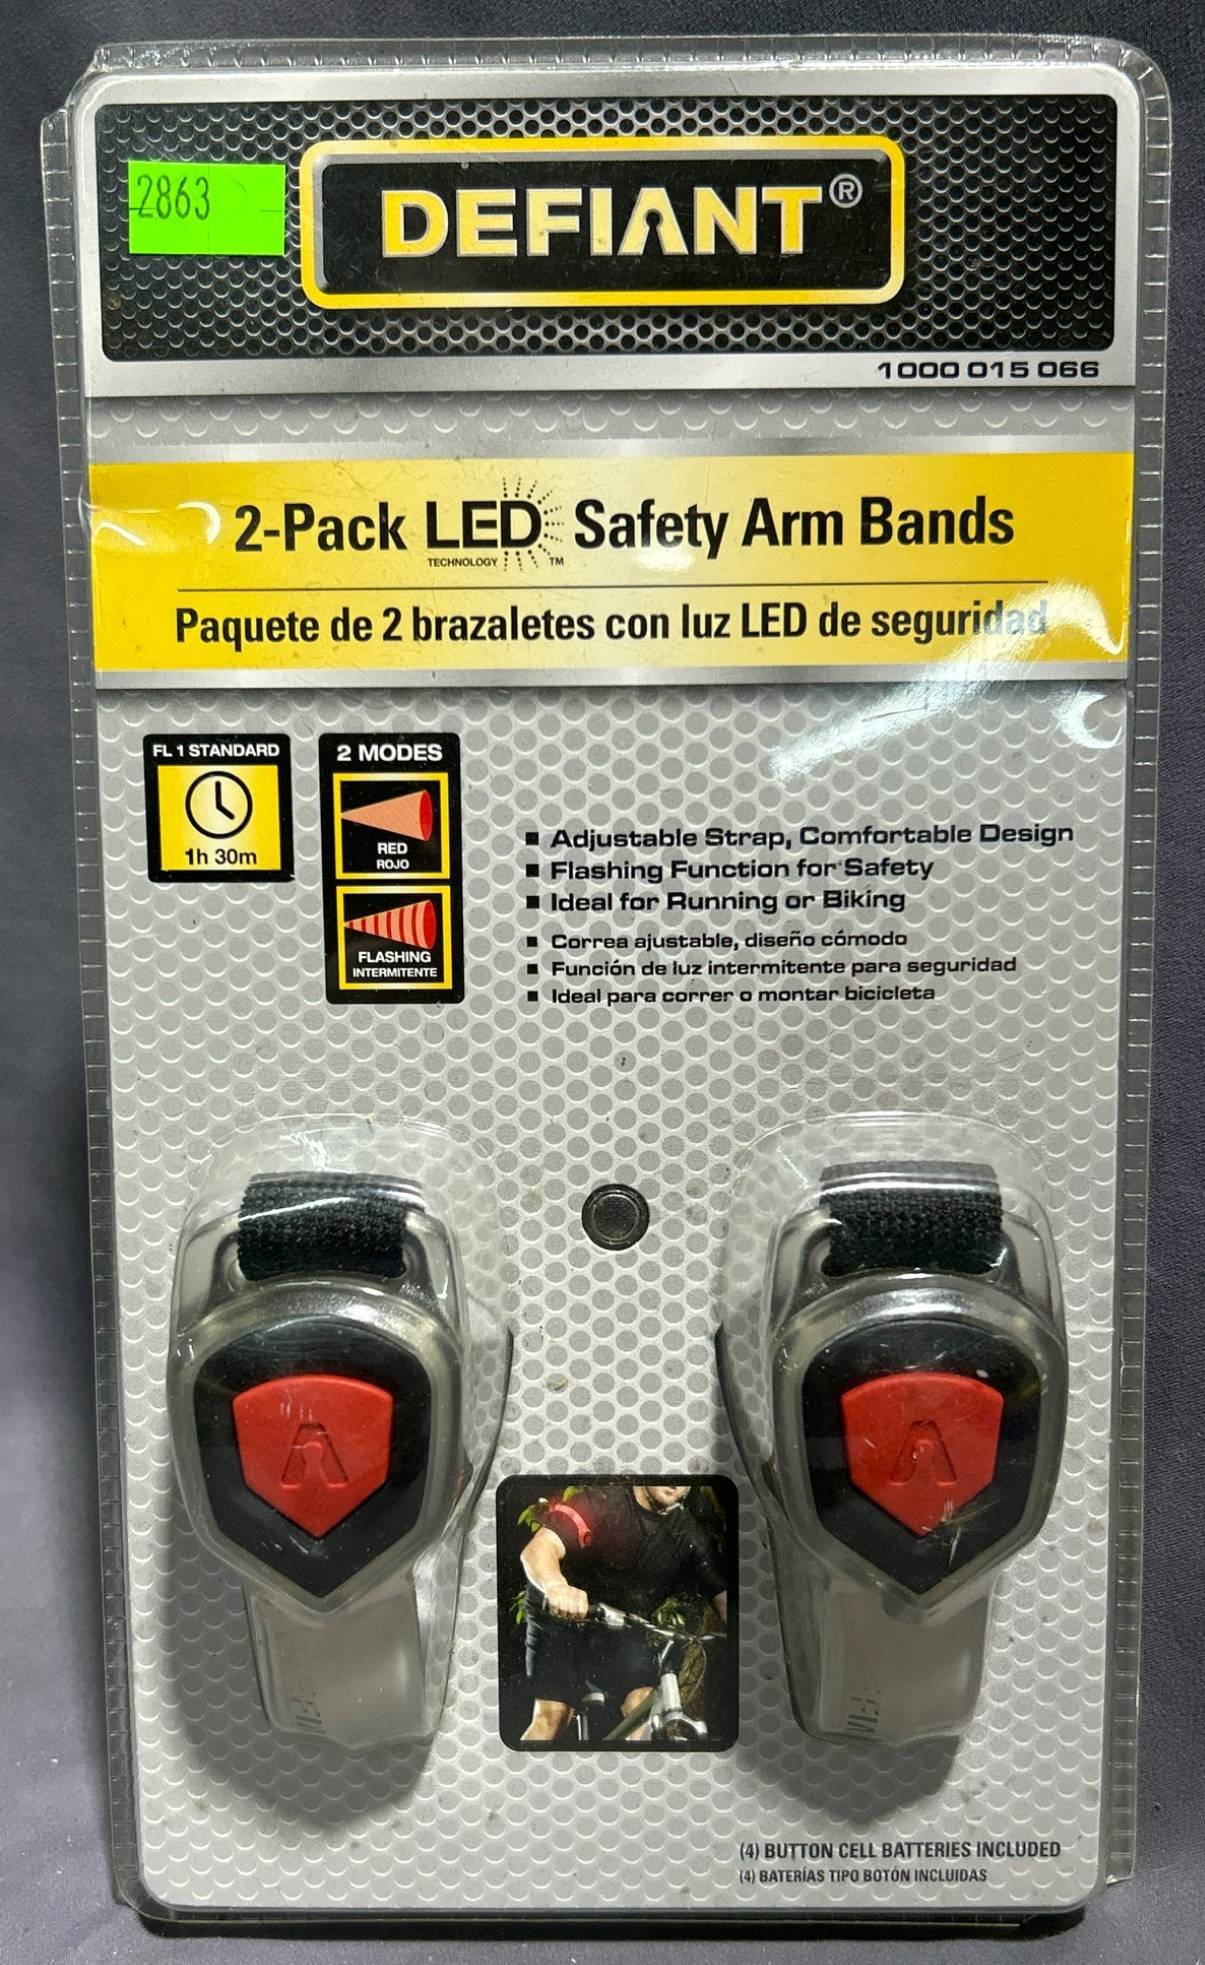 2863
DEFIANT®
1000 015 066
2-Pack LED Safety Arm Bands
TECHNOLOGY ™
Paquete de 2 brazaletes con luz LED de seguridad
FL 1 STANDARD
1h 30m
2 MODES
RED
ROJO
FLASHING
INTERMITENTE
▪ Adjustable Strap, Comfortable Design
▪ Flashing Function for Safety
▪ Ideal for Running or Biking
▪ Correa ajustable, diseño cómodo
▪ Función de luz intermitente para seguridad
▪ Ideal para correr o montar bicicleta
(4) BUTTON CELL BATTERIES INCLUDED
(4) BATERÍAS TIPO BOTÓN INCLUIDAS